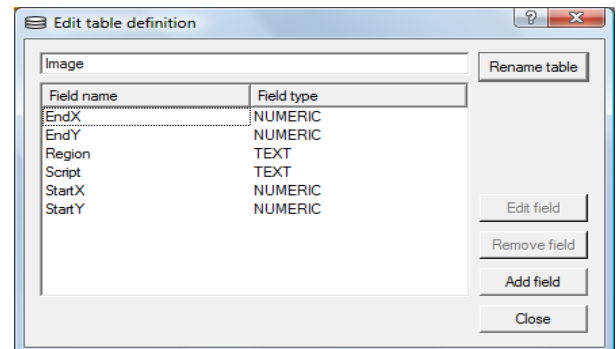 Edit table definition
? X
Image
Rename table
Field name Field type
EndX NUMERIC
EndY NUMERIC
Region TEXT
Script TEXT
StartX NUMERIC
StartY NUMERIC
Edit field
Remove field
Add field
Close